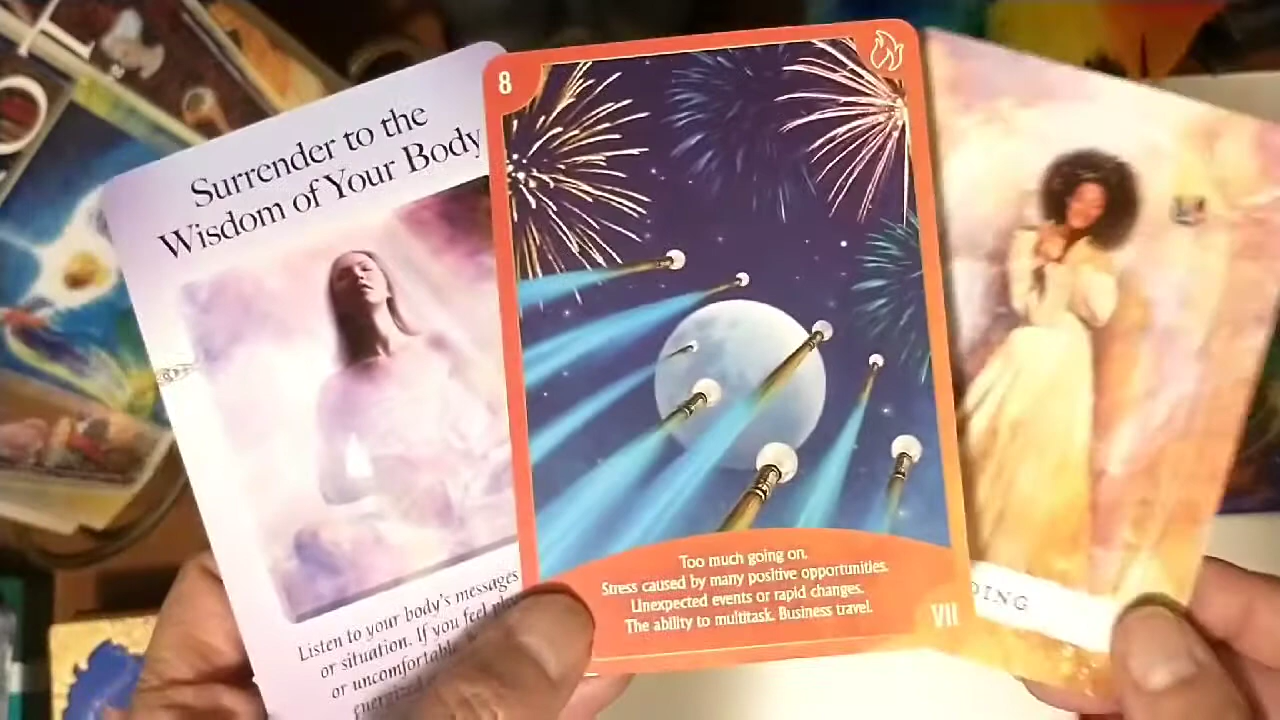 Surrender to the
Wisdom of Your Body
Listen to your body's messages
or situation. If you feel
or uncomfortable
energized
8
Too much going on.
Stress caused by many positive opportunities.
Unexpected events or rapid changes.
The ability to multitask. Business travel.
VII
DING